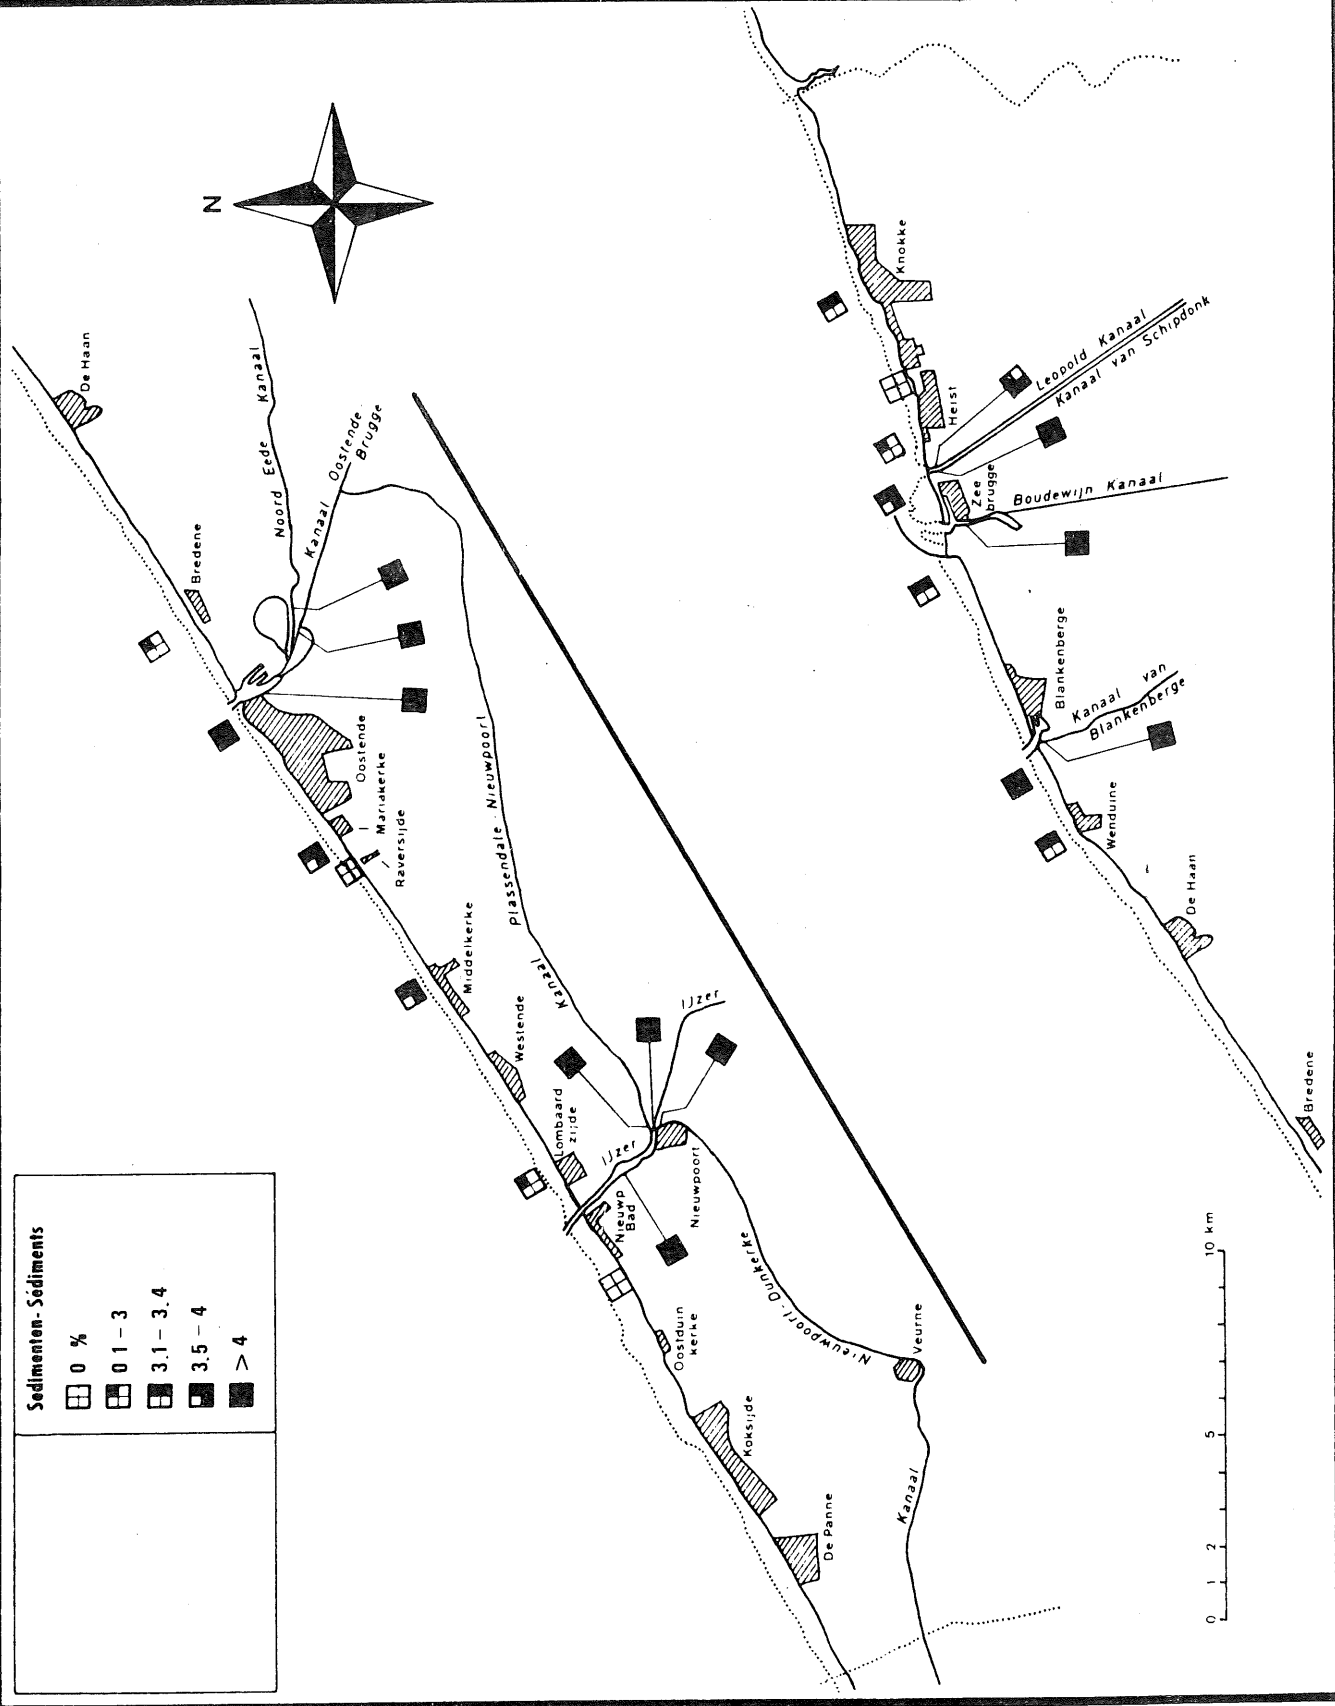 Sedimenten - Sédiments
0 %
0 1 – 3
3.1 – 3.4
3.5 – 4
> 4
N
De Haan
Bredene
Noord Eede Kanaal
Kanaal Oostende
Brugge
Oostende
Mariakerke
Raversijde
Middelkerke
Westende
Lombaard
zijde
Nieuwp
Bad
IJzer
IJzer
Nieuwpoort
Kanaal Plassendale - Nieuwpoort
Oostduin
kerke
Koksijde
De Panne
Kanaal Nieuwpoort - Dunkerke
Veurne
Knokke
Heist
Leopold Kanaal
Kanaal van Schipdonk
Zee
brugge
Boudewijn Kanaal
Blankenberge
Kanaal van
Blankenberge
Wenduine
De Haan
Bredene
0 1 2 5 10 km